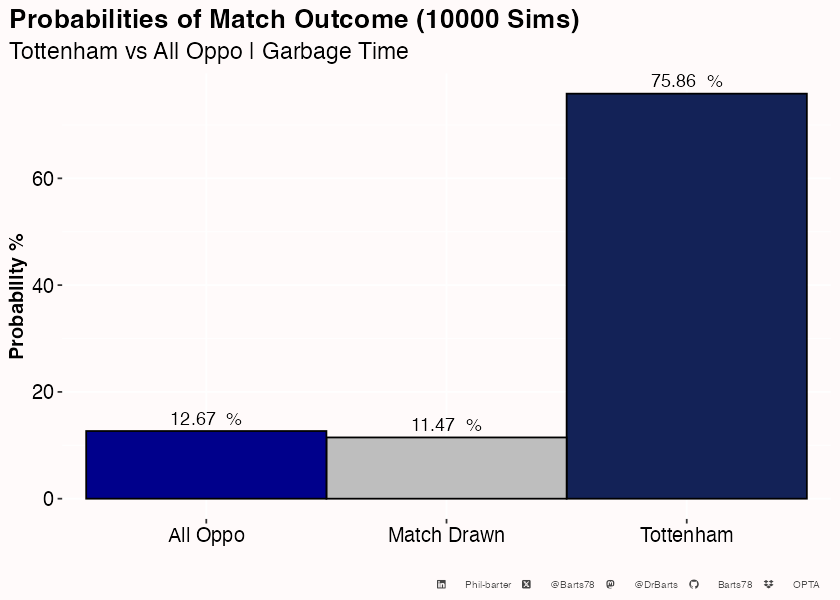 Probabilities of Match Outcome (10000 Sims)
Tottenham vs All Oppo | Garbage Time
75.86 %
60
Probability %
40
20
12.67 %
11.47 %
0
All Oppo Match Drawn Tottenham
Phil-barter @Barts78 @DrBarts Barts78 OPTA